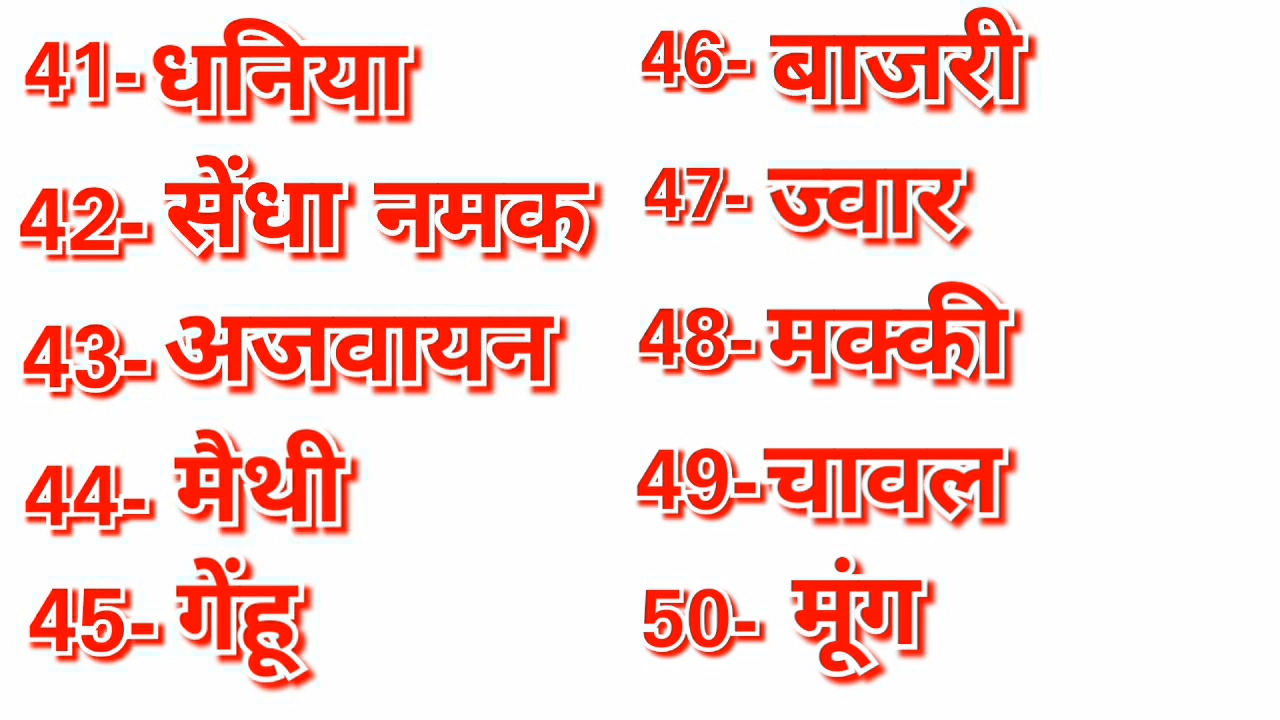 41- धनिया
42- सेंधा नमक
43- अजवायन
44- मैथी
45- गेंहू
46- बाजरी
47- ज्वार
48- मक्की
49- चावल
50- मूंग